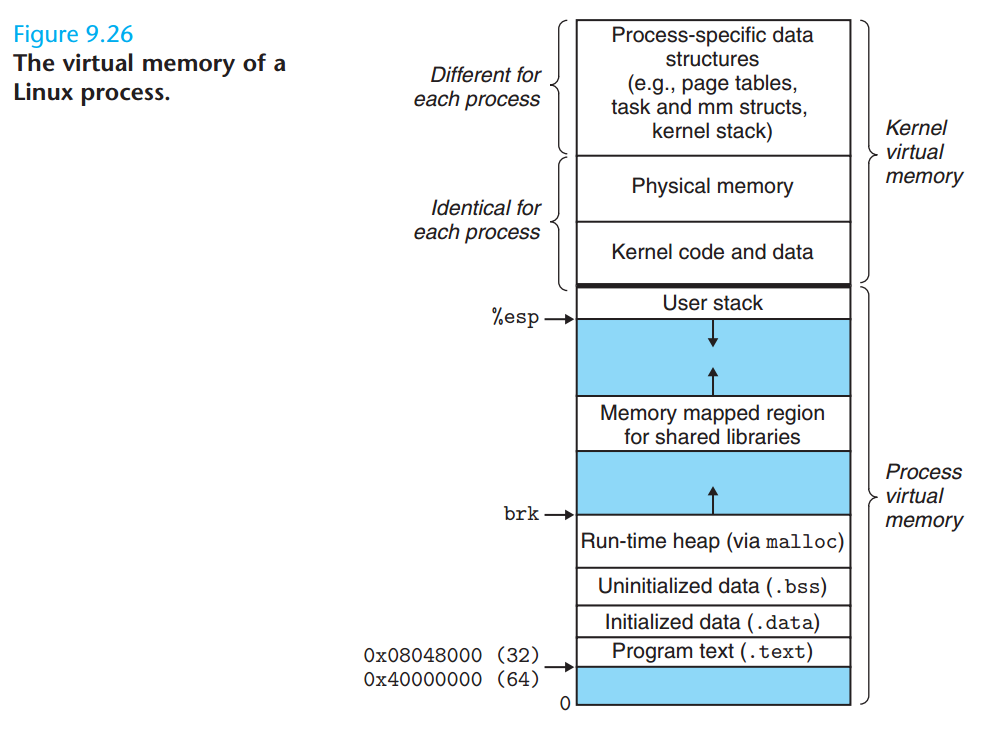 Figure 9.26
The virtual memory of a
Linux process.
Different for
each process
Process-specific data
structures
(e.g., page tables,
task and mm structs,
kernel stack)
Kernel
virtual
memory
Identical for
each process
Physical memory
Kernel code and data
User stack
%esp
Memory mapped region
for shared libraries
Process
virtual
memory
brk
Run-time heap (via malloc)
Uninitialized data (.bss)
Initialized data (.data)
Program text (.text)
0x08048000 (32)
0x40000000 (64)
0